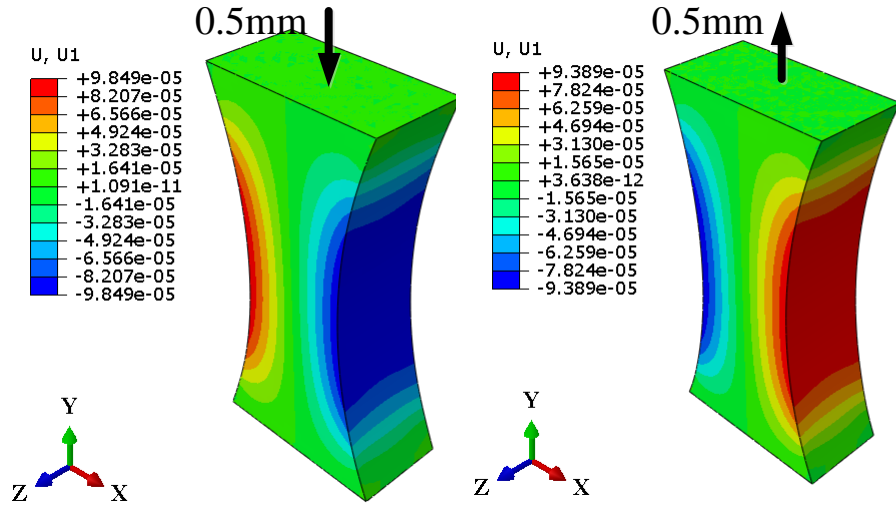 0.5mm
U, U1
+9.849e-05
+8.207e-05
+6.566e-05
+4.924e-05
+3.283e-05
+1.641e-05
+1.091e-11
-1.641e-05
-3.283e-05
-4.924e-05
-6.566e-05
-8.207e-05
-9.849e-05
Y
Z
X
0.5mm
U, U1
+9.389e-05
+7.824e-05
+6.259e-05
+4.694e-05
+3.130e-05
+1.565e-05
+3.638e-12
-1.565e-05
-3.130e-05
-4.694e-05
-6.259e-05
-7.824e-05
-9.389e-05
Y
Z
X